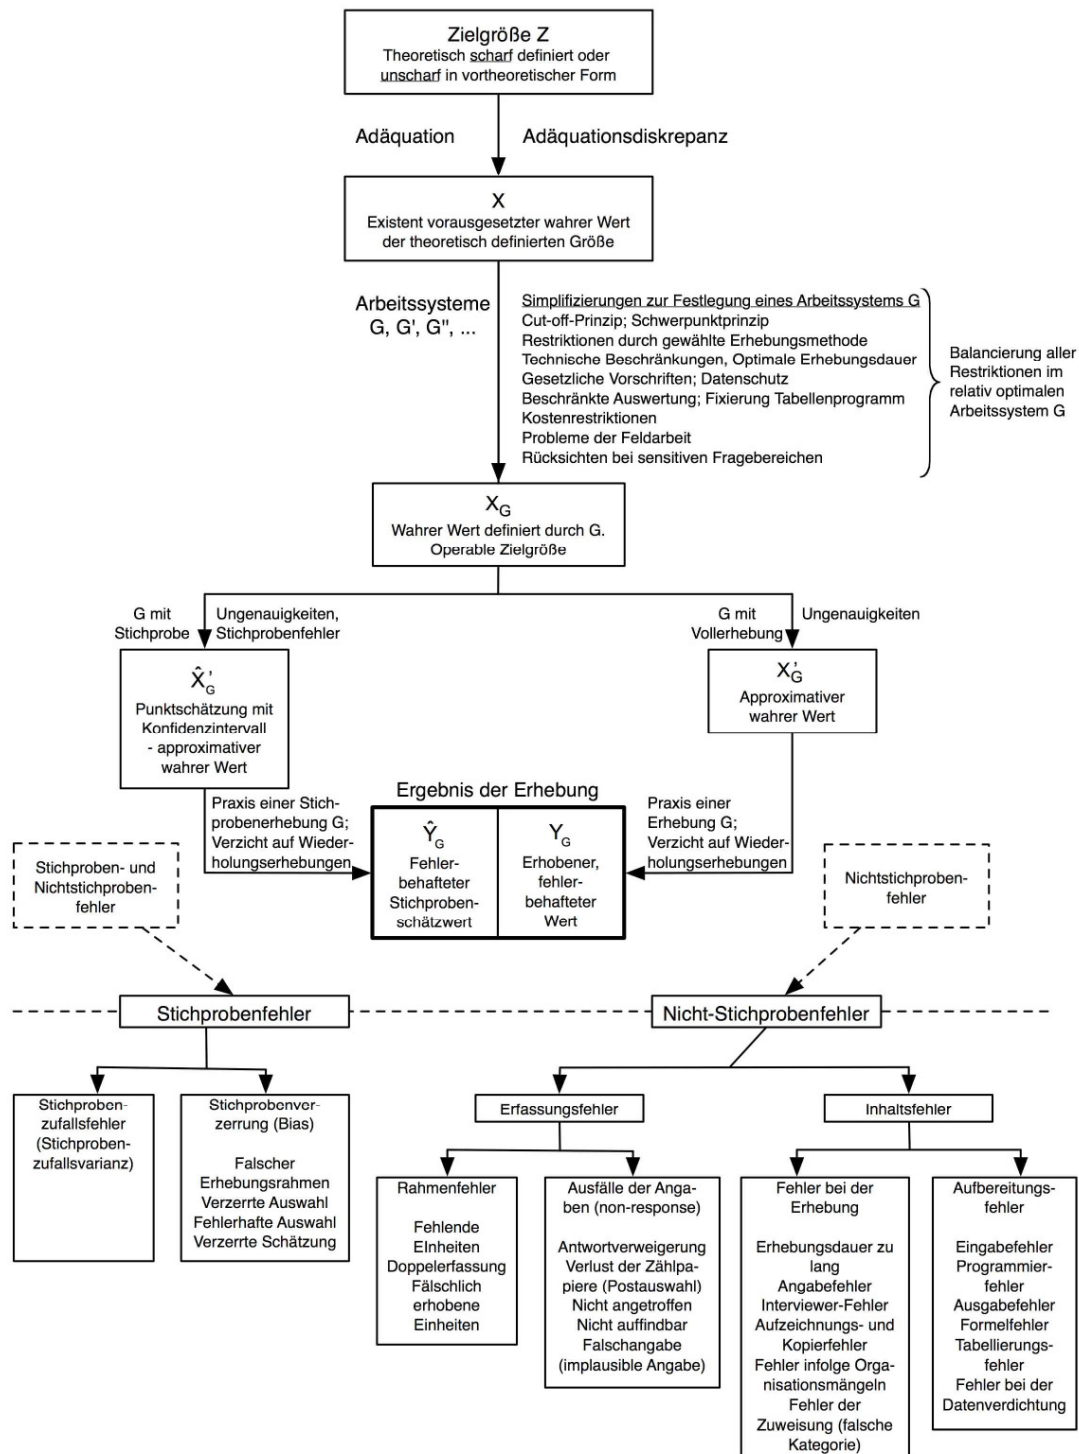 Zielgröße Z
Theoretisch scharf definiert oder
unscharf in vortheoretischer Form
Adäquation
Adäquationsdiskrepanz
X
Existent vorausgesetzter wahrer Wert
der theoretisch definierten Größe
Arbeitssysteme
G, G', G'', ...
Simplifizierungen zur Festlegung eines Arbeitssystems G
Cut-off-Prinzip; Schwerpunktprinzip
Restriktionen durch gewählte Erhebungsmethode
Technische Beschränkungen, Optimale Erhebungsdauer
Gesetzliche Vorschriften; Datenschutz
Beschränkte Auswertung; Fixierung Tabellenprogramm
Kostenrestriktionen
Probleme der Feldarbeit
Rücksichten bei sensitiven Fragebereichen
Balancierung aller
Restriktionen im
relativ optimalen
Arbeitssystem G
X_G
Wahrer Wert definiert durch G.
Operable Zielgröße
G mit
Stichprobe
Ungenauigkeiten,
Stichprobenfehler
G mit
Vollerhebung
Ungenauigkeiten
X̂'_G
Punktschätzung mit
Konfidenzintervall
- approximativer
wahrer Wert
X'_G
Approximativer
wahrer Wert
Praxis einer Stich-
probenerhebung G;
Verzicht auf Wieder-
holungserhebungen
Ergebnis der Erhebung
Ŷ_G
Fehler-
behafteter
Stichproben-
schätzwert
Y_G
Erhobener,
fehler-
behafteter
Wert
Praxis einer
Erhebung G;
Verzicht auf Wieder-
holungserhebungen
Stichproben- und
Nichtstichproben-
fehler
Nichtstichproben-
fehler
Stichprobenfehler
Nicht-Stichprobenfehler
Stichproben-
zufallsfehler
(Stichproben-
zufallsvarianz)
Stichprobenver-
zerrung (Bias)
Falscher
Erhebungsrahmen
Verzerrte Auswahl
Fehlerhafte Auswahl
Verzerrte Schätzung
Erfassungsfehler
Inhaltsfehler
Rahmenfehler
Fehlende
EInheiten
Doppelerfassung
Fälschlich
erhobene
Einheiten
Ausfälle der Anga-
ben (non-response)
Antwortverweigerung
Verlust der Zählpa-
piere (Postauswahl)
Nicht angetroffen
Nicht auffindbar
Falschangabe
(implausible Angabe)
Fehler bei der
Erhebung
Erhebungsdauer zu
lang
Angabefehler
Interviewer-Fehler
Aufzeichnungs- und
Kopierfehler
Fehler infolge Orga-
nisationsmängeln
Fehler der
Zuweisung (falsche
Kategorie)
Aufbereitungs-
fehler
Eingabefehler
Programmier-
fehler
Ausgabefehler
Formelfehler
Tabellierungs-
fehler
Fehler bei der
Datenverdichtung